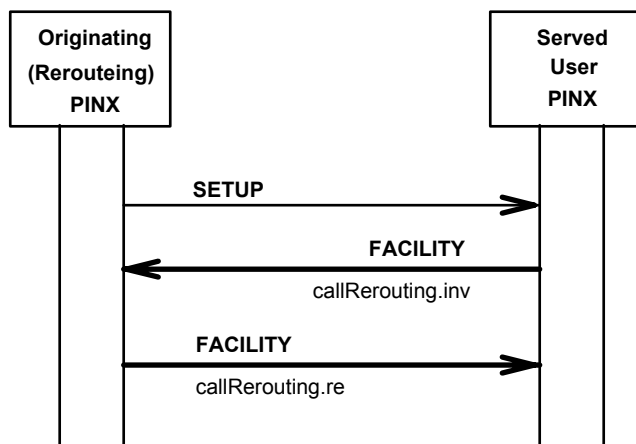 Originating
(Rerouteing)
PINX
Served
User
PINX
SETUP
FACILITY
callRerouting.inv
FACILITY
callRerouting.re